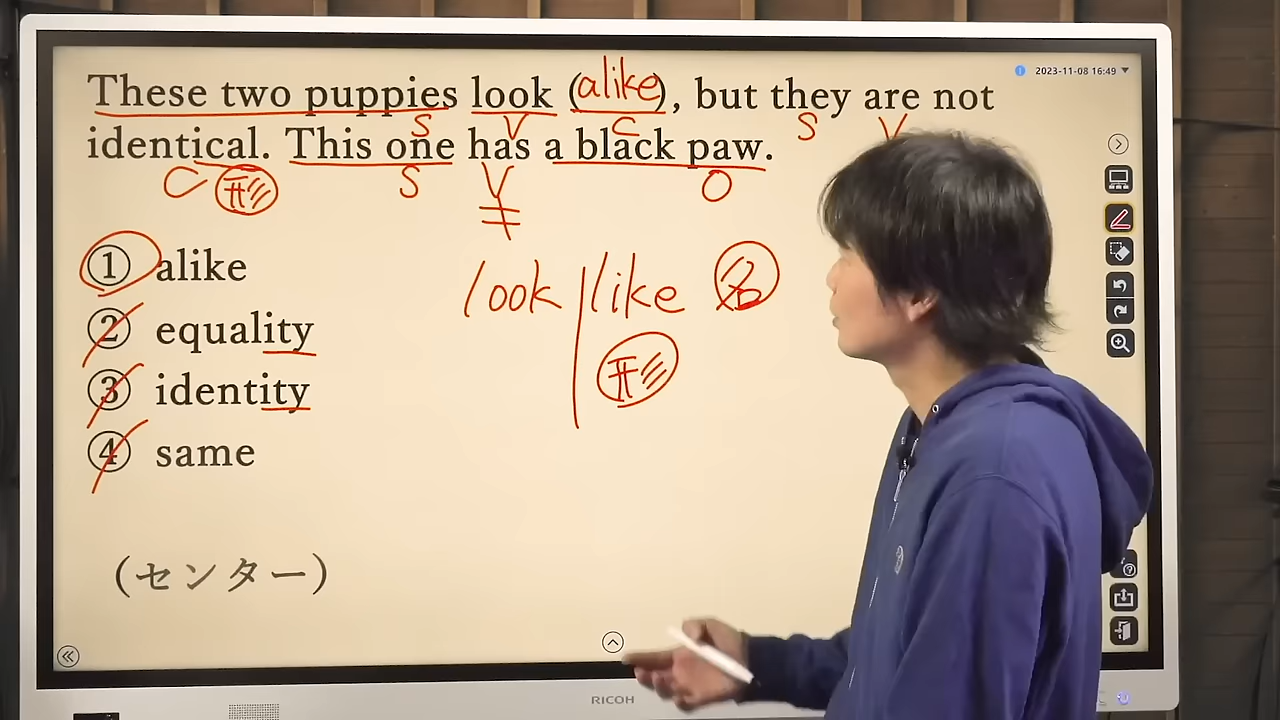 2023-11-08 16:49
These two puppies look (alike), but they are not
S V C S V
identical. This one has a black paw.
C 形 S V O
① alike
look like 名
② equality
形
③ identity
④ same
(センター)
RICOH